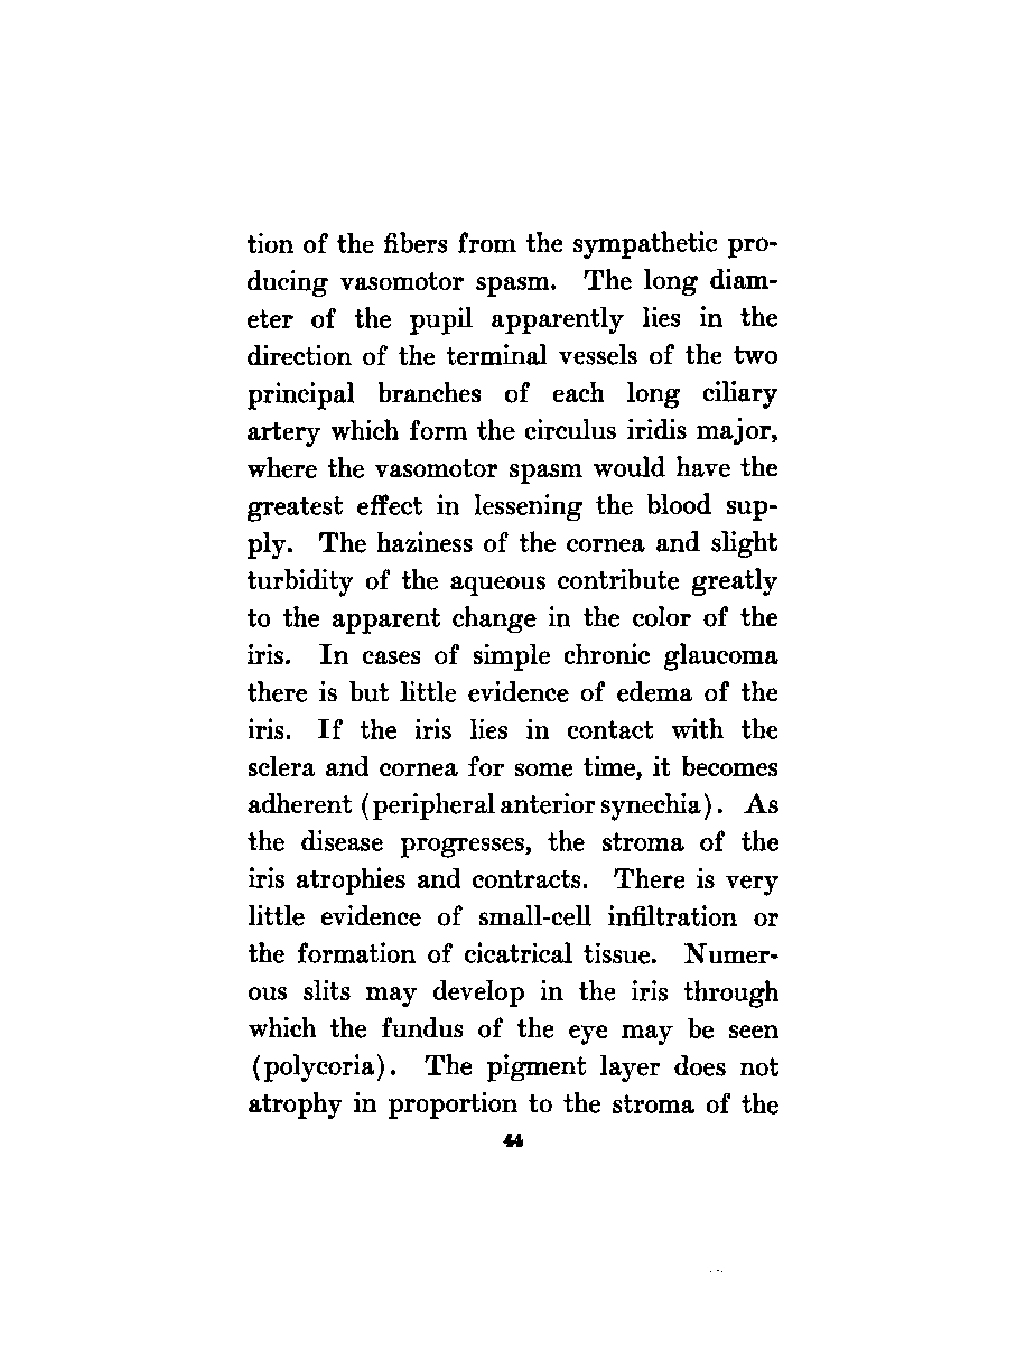 tion of the fibers from the sympathetic pro-
ducing vasomotor spasm. The long diam-
eter of the pupil apparently lies in the
direction of the terminal vessels of the two
principal branches of each long ciliary
artery which form the circulus iridis major,
where the vasomotor spasm would have the
greatest effect in lessening the blood sup-
ply. The haziness of the cornea and slight
turbidity of the aqueous contribute greatly
to the apparent change in the color of the
iris. In cases of simple chronic glaucoma
there is but little evidence of edema of the
iris. If the iris lies in contact with the
sclera and cornea for some time, it becomes
adherent (peripheral anterior synechia). As
the disease progresses, the stroma of the
iris atrophies and contracts. There is very
little evidence of small-cell infiltration or
the formation of cicatrical tissue. Numer-
ous slits may develop in the iris through
which the fundus of the eye may be seen
(polycoria). The pigment layer does not
atrophy in proportion to the stroma of the
44